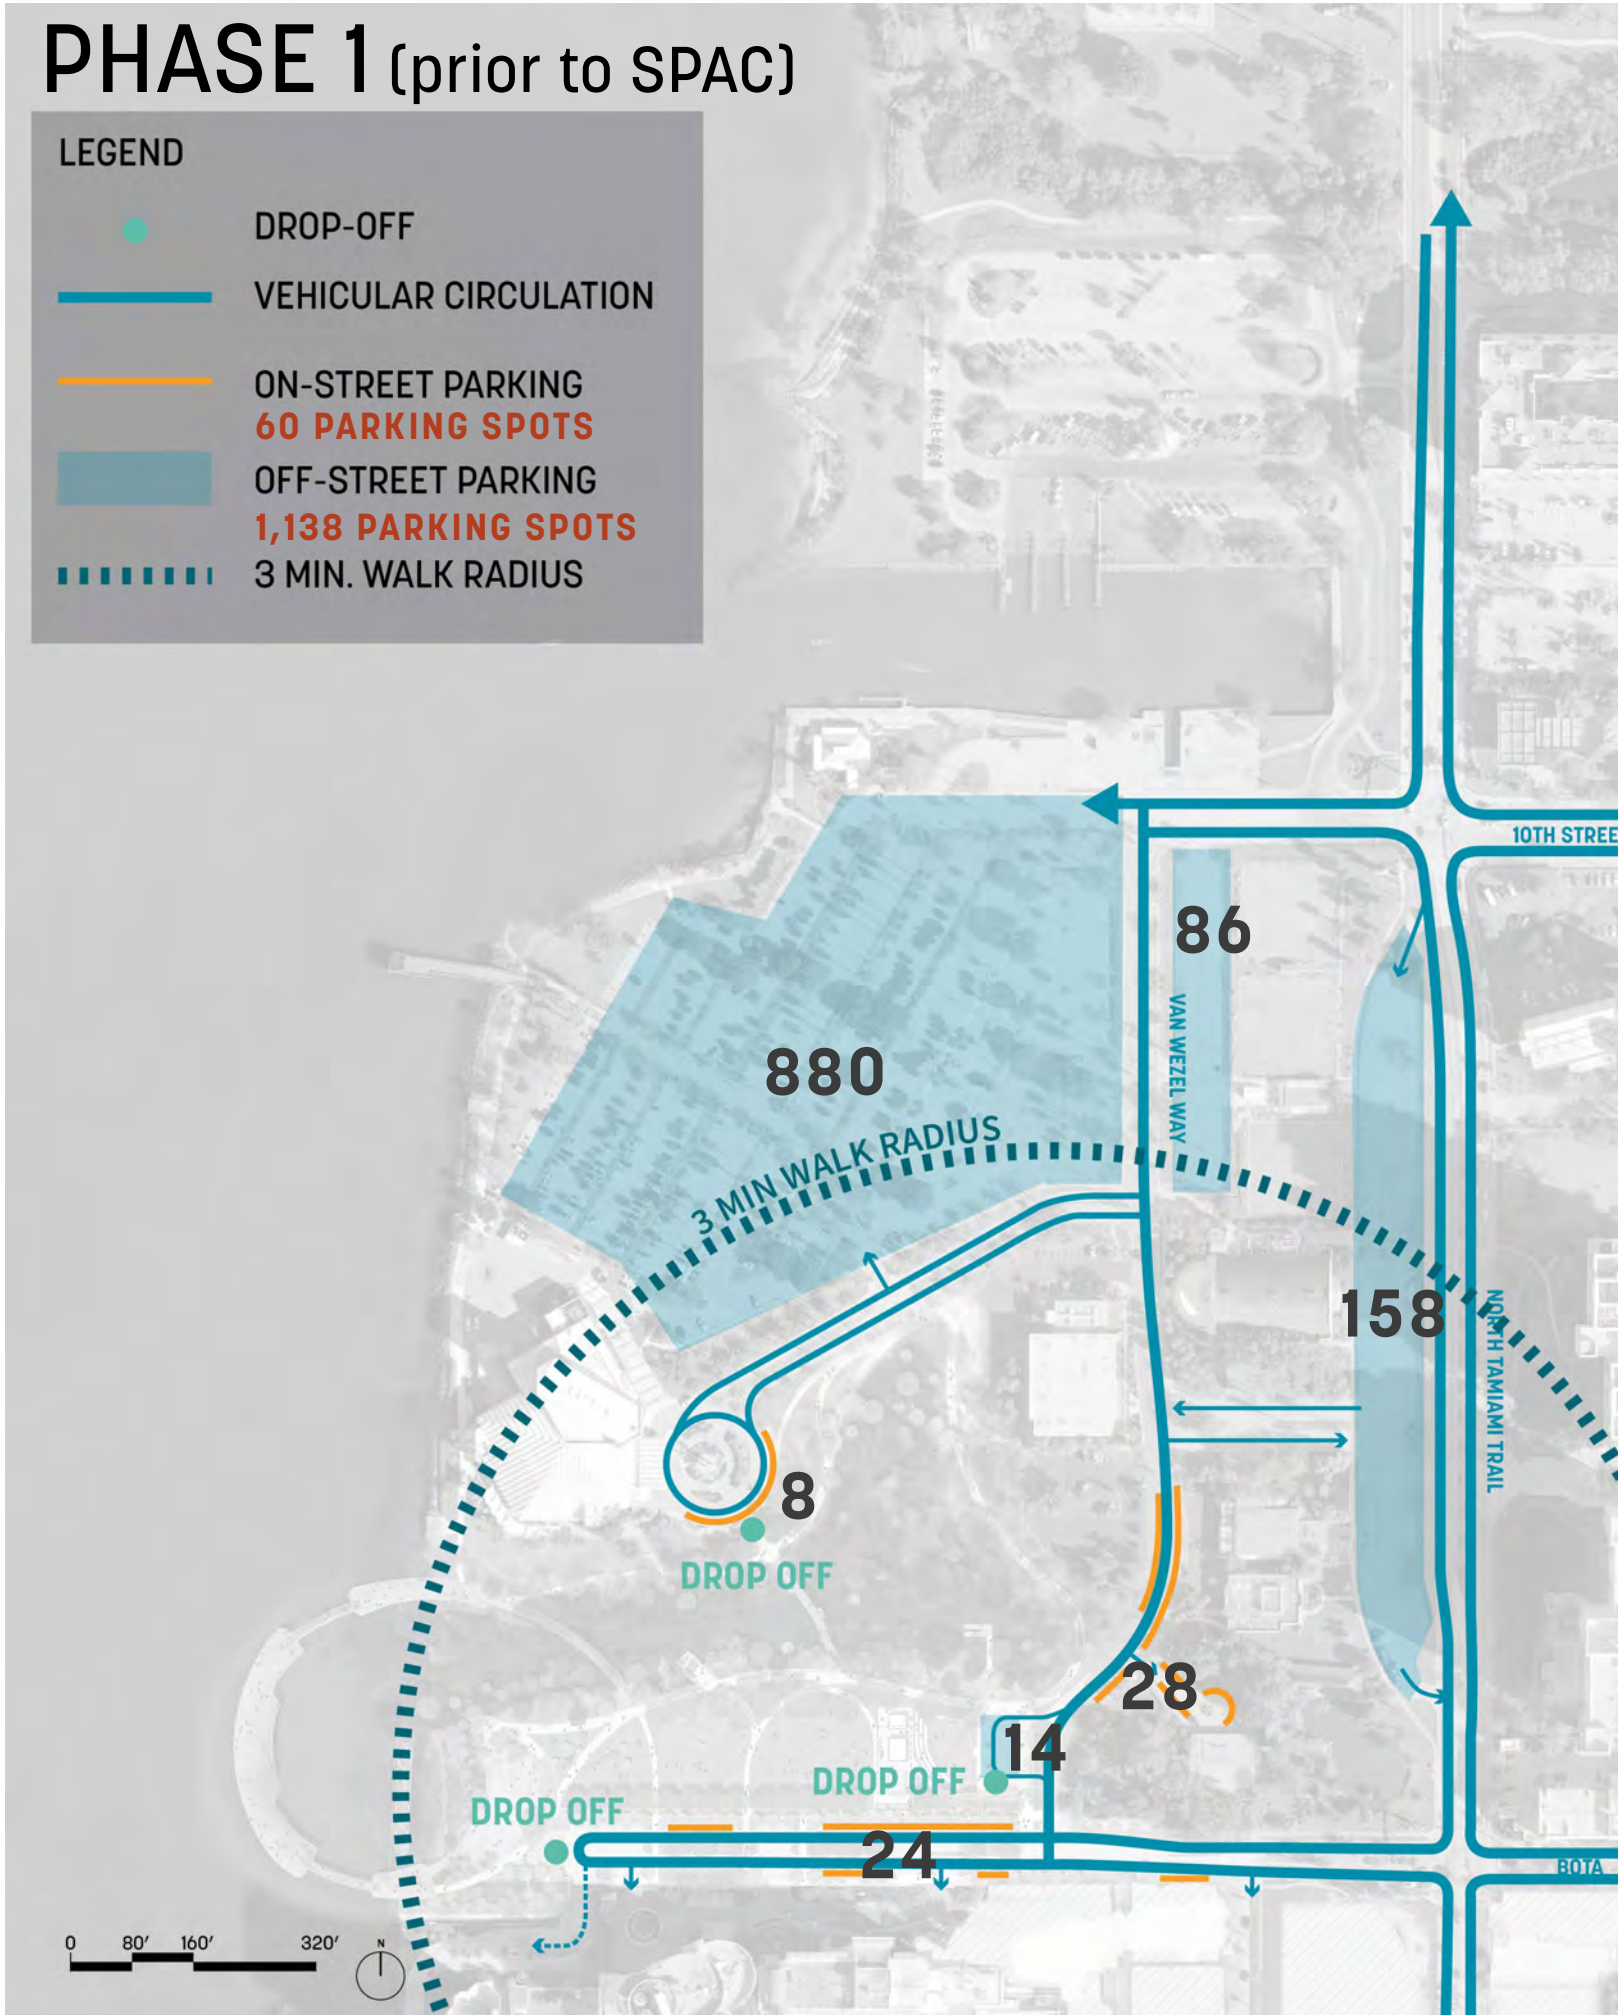 PHASE 1 (prior to SPAC)
LEGEND
DROP-OFF
VEHICULAR CIRCULATION
ON-STREET PARKING
60 PARKING SPOTS
OFF-STREET PARKING
1,138 PARKING SPOTS
3 MIN. WALK RADIUS
10TH STREE
86
VAN WEZEL WAY
880
3 MIN WALK RADIUS
158
NORTH TAMIAMI TRAIL
8
DROP OFF
28
14
DROP OFF
DROP OFF
24
BOTA
0 80' 160' 320'
N